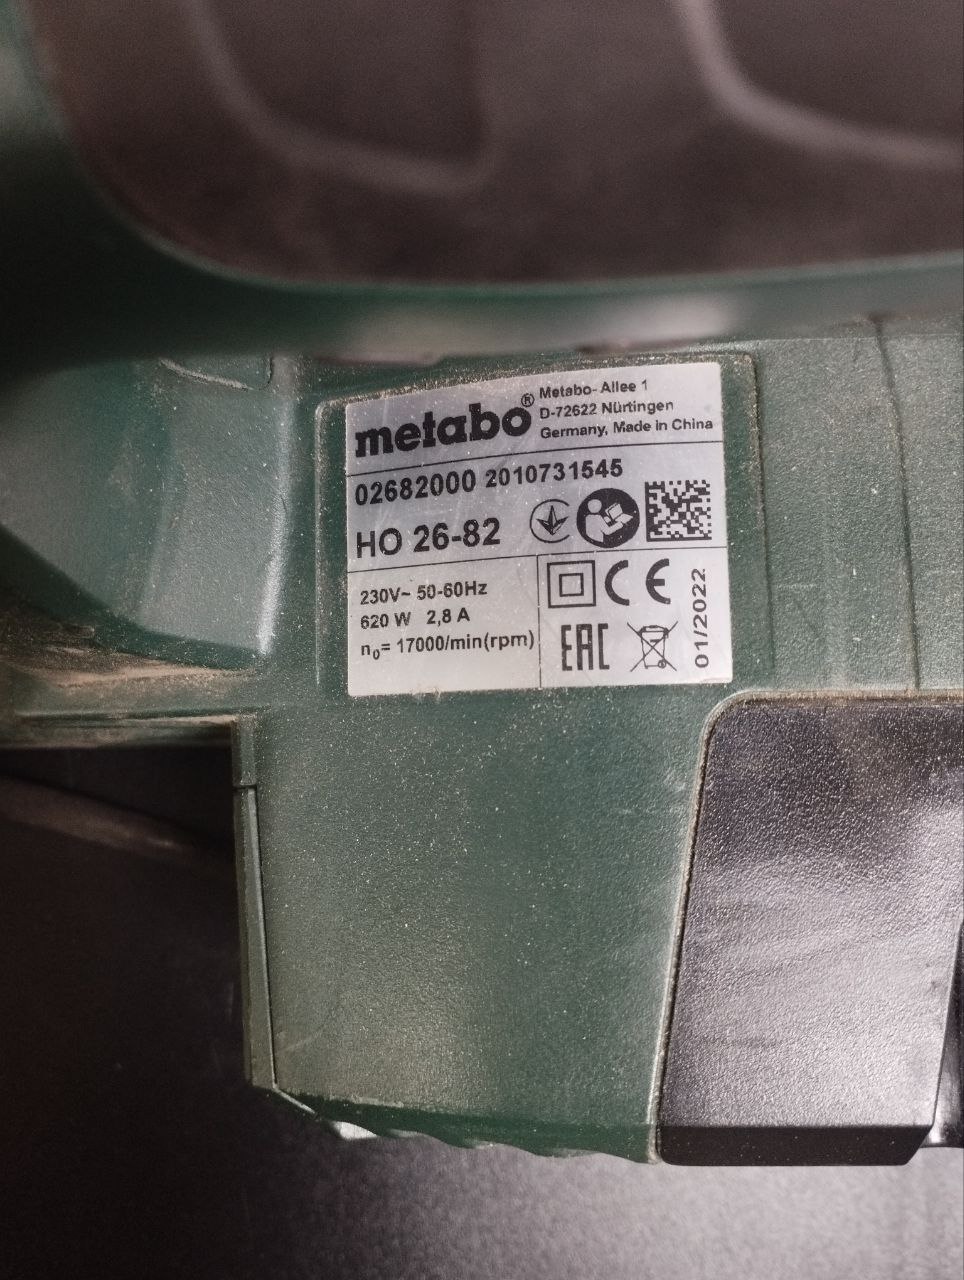 metabo®
Metabo- Allee 1
D-72622 Nürtingen
Germany, Made in China
02682000 2010731545
HO 26-82
230V~ 50-60Hz
620 W 2,8 A
n₀= 17000/min(rpm)
CE
EAC
01/2022